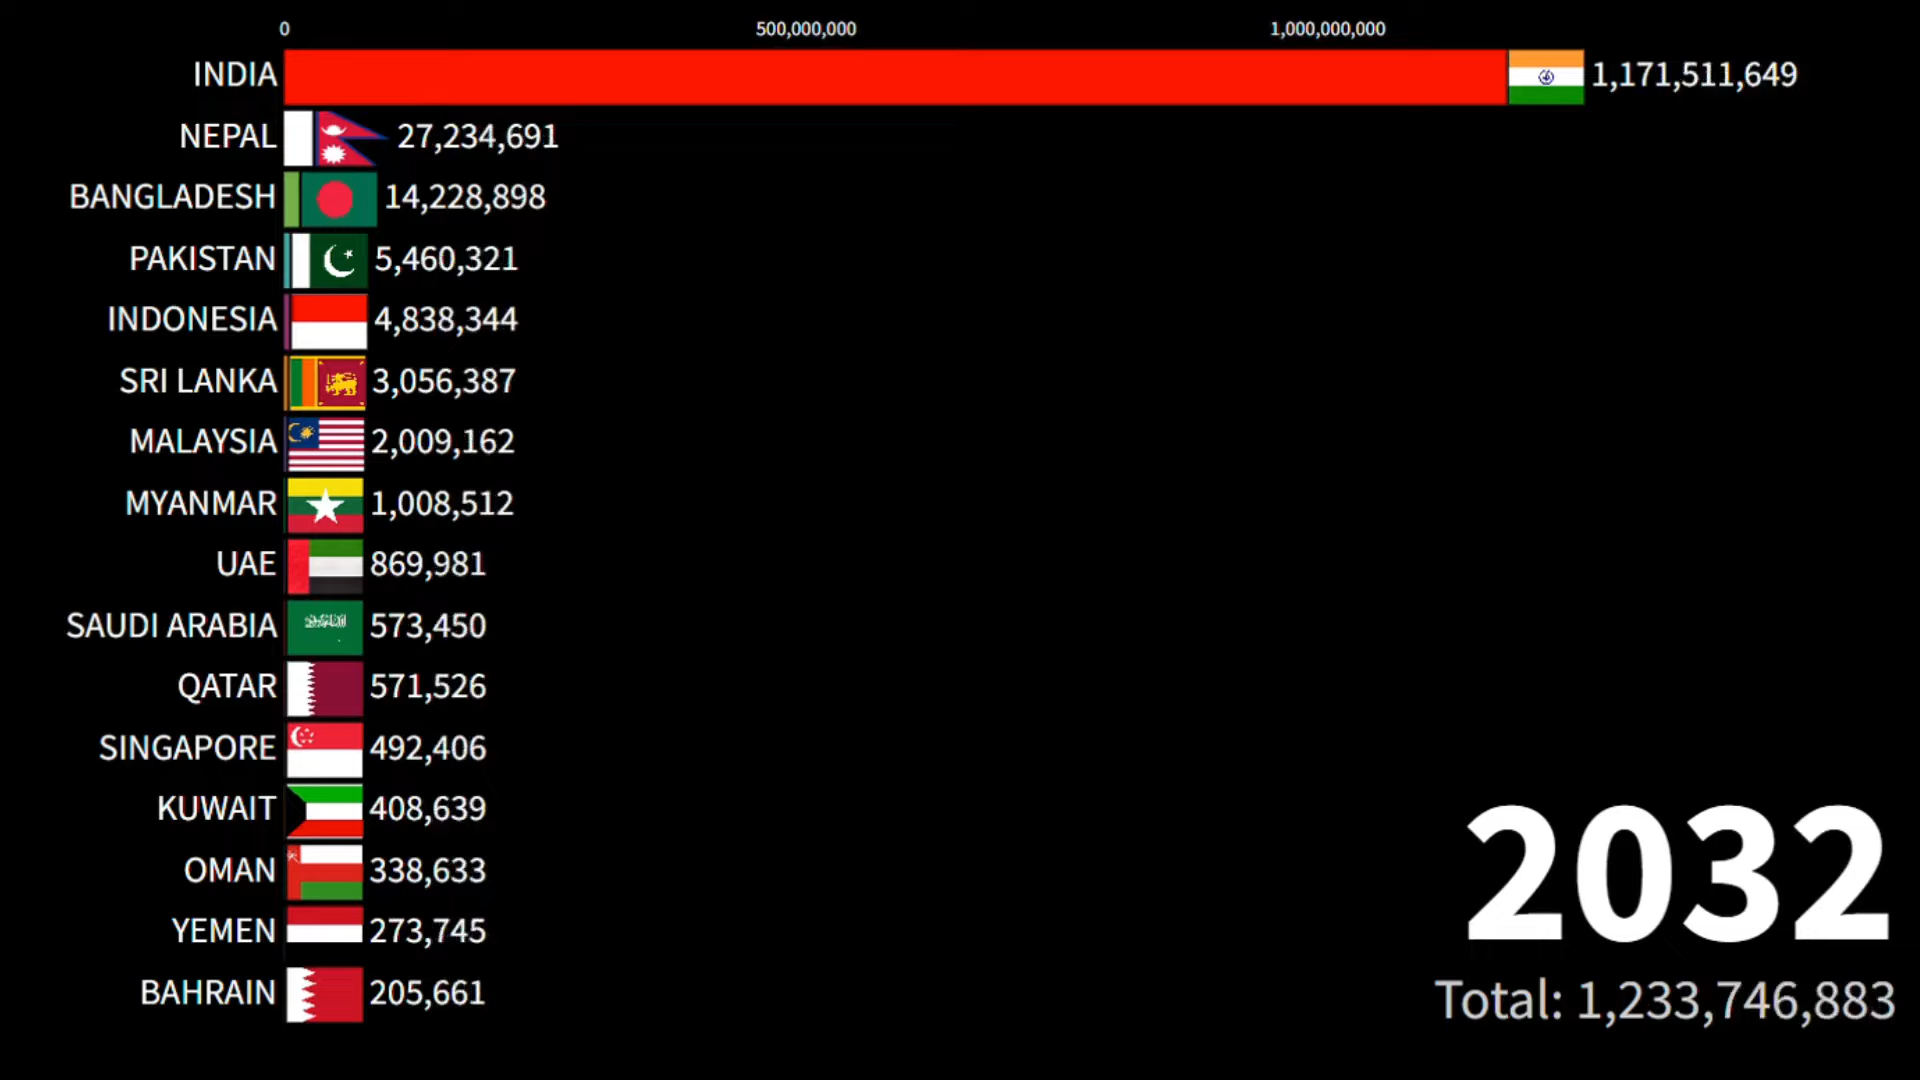 0 500,000,000 1,000,000,000
INDIA 1,171,511,649
NEPAL 27,234,691
BANGLADESH 14,228,898
PAKISTAN 5,460,321
INDONESIA 4,838,344
SRI LANKA 3,056,387
MALAYSIA 2,009,162
MYANMAR 1,008,512
UAE 869,981
SAUDI ARABIA 573,450
QATAR 571,526
SINGAPORE 492,406
KUWAIT 408,639
OMAN 338,633
YEMEN 273,745
BAHRAIN 205,661
2032
Total: 1,233,746,883